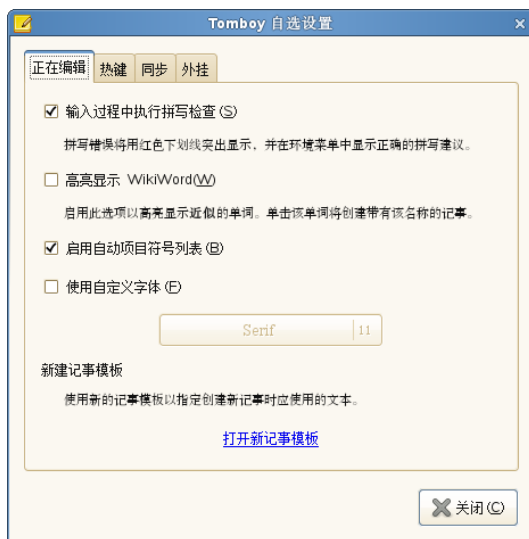 Tomboy 自选设置
正在编辑 热键 同步 外挂
输入过程中执行拼写检查(S)
拼写错误将用红色下划线突出显示，并在环境菜单中显示正确的拼写建议。
高亮显示 WikiWord(W)
启用此选项以高亮显示近似的单词。单击该单词将创建带有该名称的记事。
启用自动项目符号列表(B)
使用自定义字体(F)
Serif 11
新建记事模板
使用新的记事模板以指定创建新记事时应使用的文本。
打开新记事模板
关闭(C)